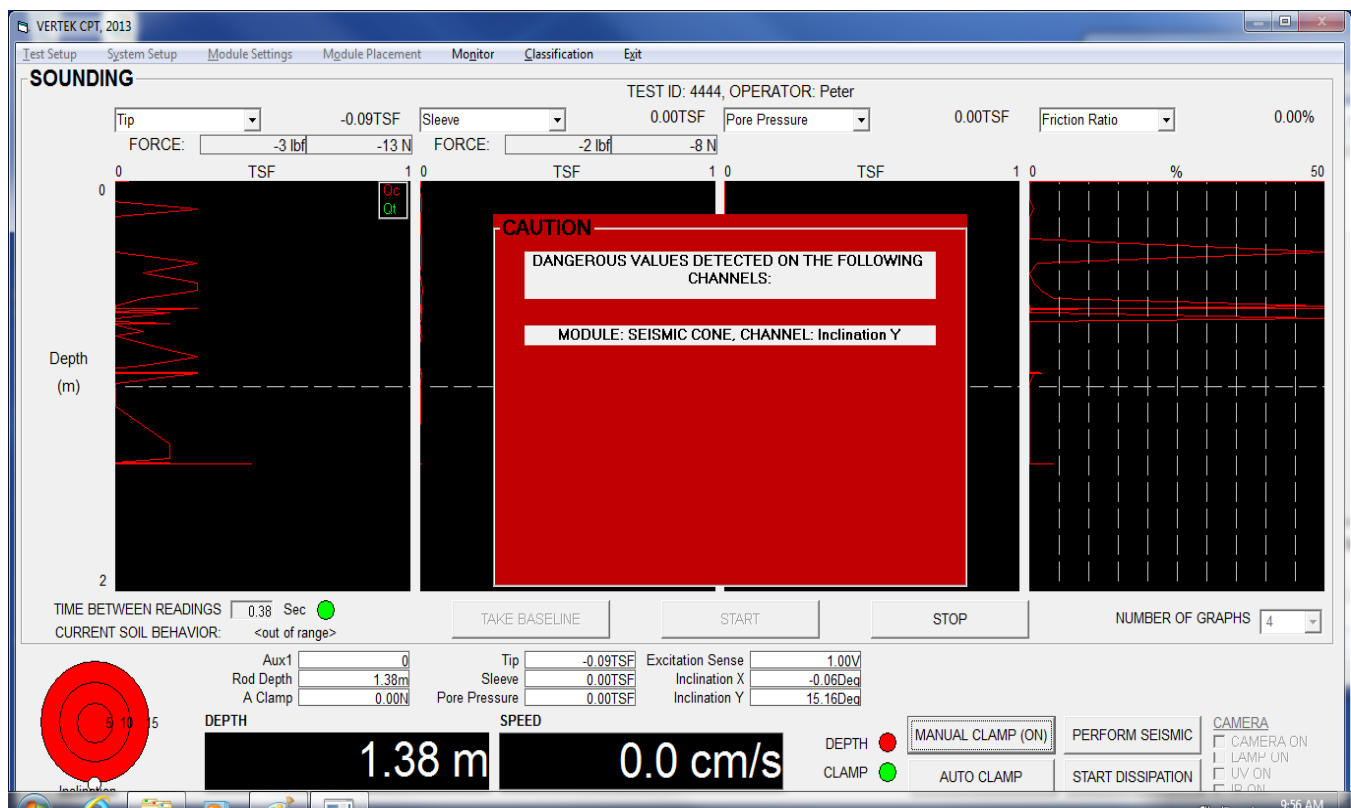 VERTEK CPT, 2013
Test Setup System Setup Module Settings Module Placement Monitor Classification Exit
SOUNDING
TEST ID: 4444, OPERATOR: Peter
Tip -0.09TSF Sleeve 0.00TSF Pore Pressure 0.00TSF Friction Ratio 0.00%
FORCE: -3 lbf -13 N FORCE: -2 lbf -8 N
0 TSF 1 0 TSF 1 0 TSF 1 0 % 50
0
Qc
Qt
CAUTION
DANGEROUS VALUES DETECTED ON THE FOLLOWING
CHANNELS:
MODULE: SEISMIC CONE, CHANNEL: Inclination Y
Depth
(m)
2
TIME BETWEEN READINGS 0.38 Sec
TAKE BASELINE START STOP NUMBER OF GRAPHS 4
CURRENT SOIL BEHAVIOR: <out of range>
Aux1 0 Tip -0.09TSF Excitation Sense 1.00V
Rod Depth 1.38m Sleeve 0.00TSF Inclination X -0.06Deg
A Clamp 0.00N Pore Pressure 0.00TSF Inclination Y 15.16Deg
5 10 15
DEPTH SPEED
1.38 m 0.0 cm/s
DEPTH MANUAL CLAMP (ON) PERFORM SEISMIC
CLAMP AUTO CLAMP START DISSIPATION
CAMERA
CAMERA ON
LAMP ON
UV ON
IR ON
Inclination
9:56 AM